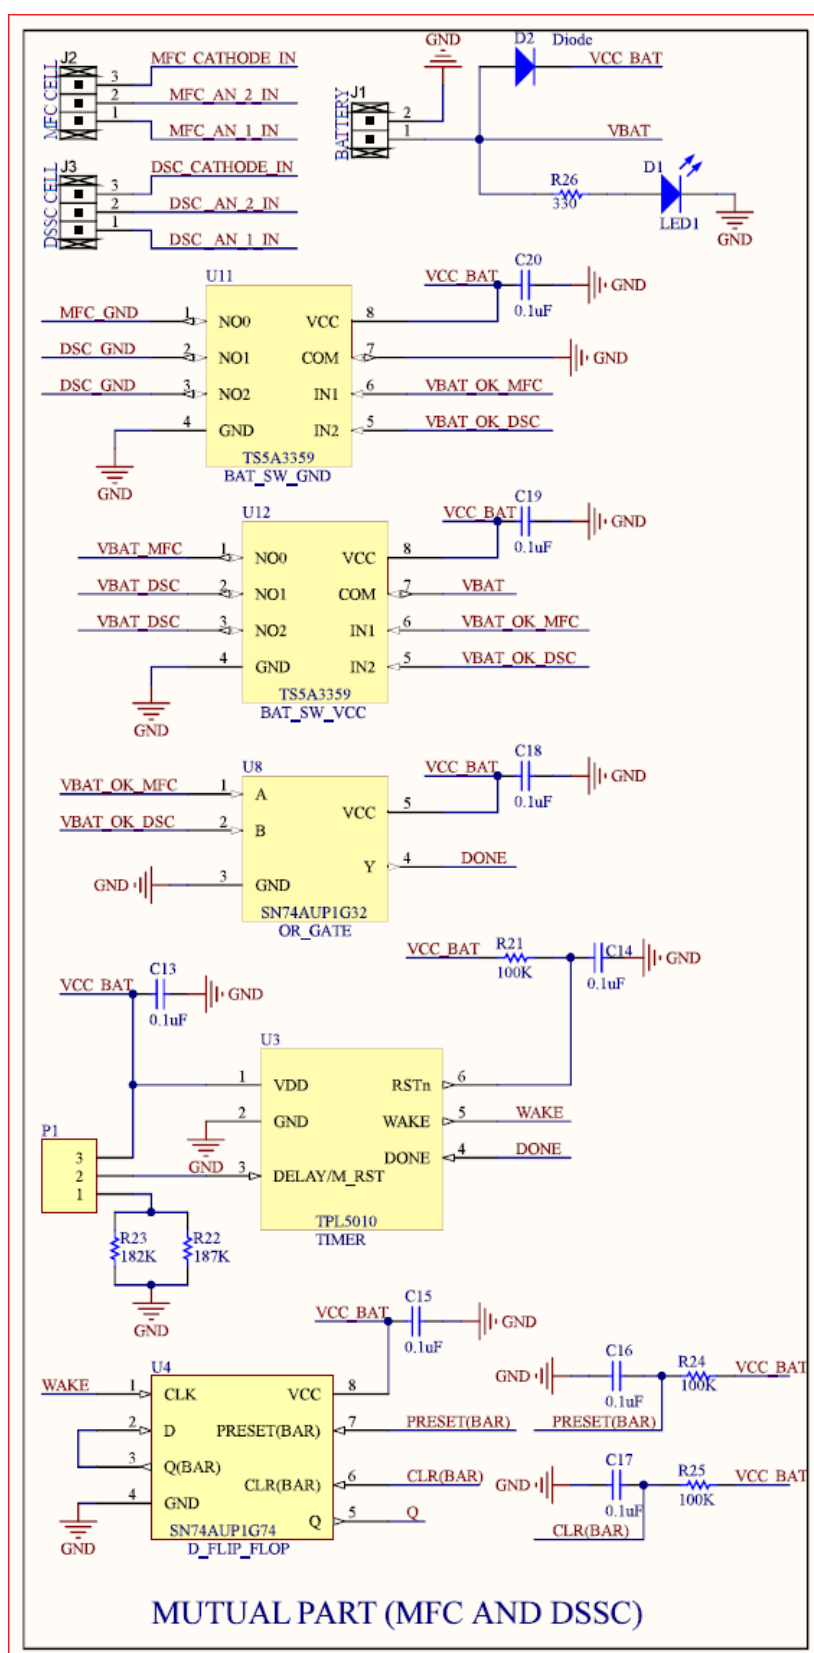 J2
MFC CELL
3 MFC_CATHODE_IN
2 MFC_AN_2_IN
1 MFC_AN_1_IN
J3
DSSC CELL
3 DSC_CATHODE_IN
2 DSC_AN_2_IN
1 DSC_AN_1_IN
GND
J1
BATTERY
2
1
D2 Diode
VCC_BAT
VBAT
R26
330
D1
LED1
GND
U11
VCC_BAT C20 GND
0.1uF
MFC_GND 1 NO0 VCC 8
DSC_GND 2 NO1 COM 7 GND
DSC_GND 3 NO2 IN1 6 VBAT_OK_MFC
4 GND IN2 5 VBAT_OK_DSC
GND
TS5A3359
BAT_SW_GND
U12
VCC_BAT C19 GND
0.1uF
VBAT_MFC 1 NO0 VCC 8
VBAT_DSC 2 NO1 COM 7 VBAT
VBAT_DSC 3 NO2 IN1 6 VBAT_OK_MFC
4 GND IN2 5 VBAT_OK_DSC
GND
TS5A3359
BAT_SW_VCC
U8
VCC_BAT C18 GND
0.1uF
VBAT_OK_MFC 1 A
VCC 5
VBAT_OK_DSC 2 B
Y 4 DONE
GND 3 GND
SN74AUP1G32
OR_GATE
VCC_BAT R21 C14 GND
100K 0.1uF
VCC_BAT C13 GND
0.1uF
U3
1 VDD RSTn 6
2 GND WAKE 5 WAKE
GND
DONE 4 DONE
3 DELAY/M_RST
TPL5010
TIMER
P1
3
2
1
R23
182K
R22
187K
GND
VCC_BAT C15 GND
0.1uF
U4
WAKE 1 CLK VCC 8
2 D PRESET(BAR) 7 PRESET(BAR)
3 Q(BAR)
CLR(BAR) 6 CLR(BAR)
4 GND
Q 5 Q
GND
SN74AUP1G74
D_FLIP_FLOP
GND C16 R24 VCC_BAT
0.1uF 100K
PRESET(BAR)
GND C17 R25 VCC_BAT
0.1uF 100K
CLR(BAR)
MUTUAL PART (MFC AND DSSC)